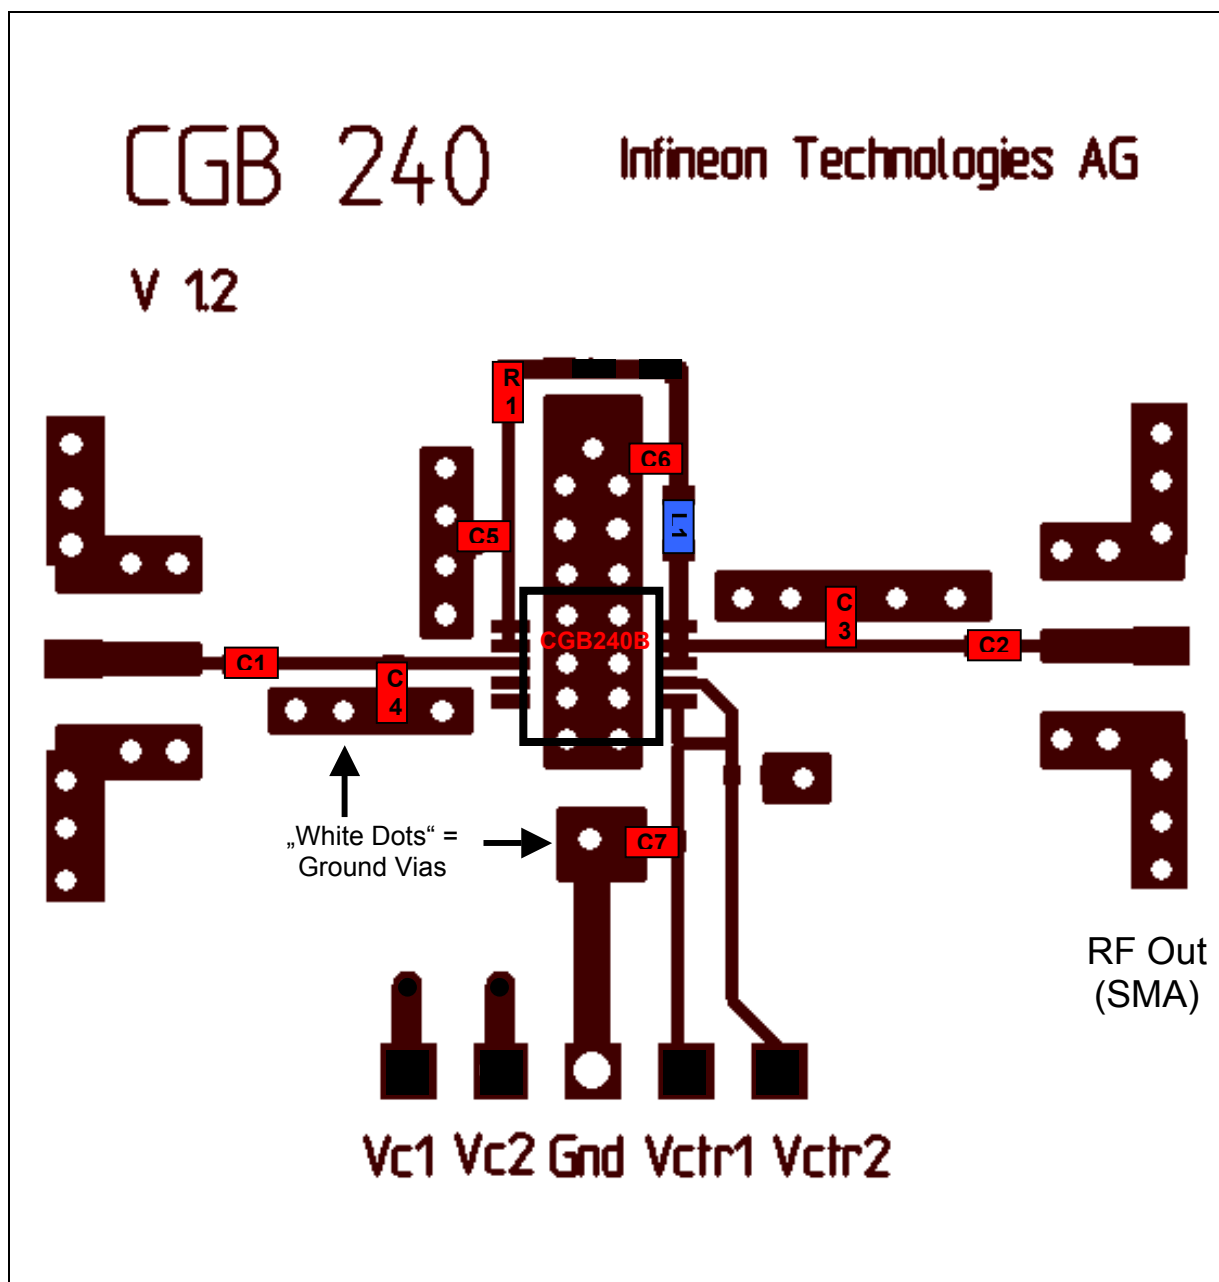 CGB 240
Infineon Technologies AG
V 1.2
R
1
C6
L1
C5
C
3
CGB240B
C2
C1
C
4
„White Dots“ =
Ground Vias
C7
RF Out
(SMA)
Vc1 Vc2 Gnd Vctr1 Vctr2